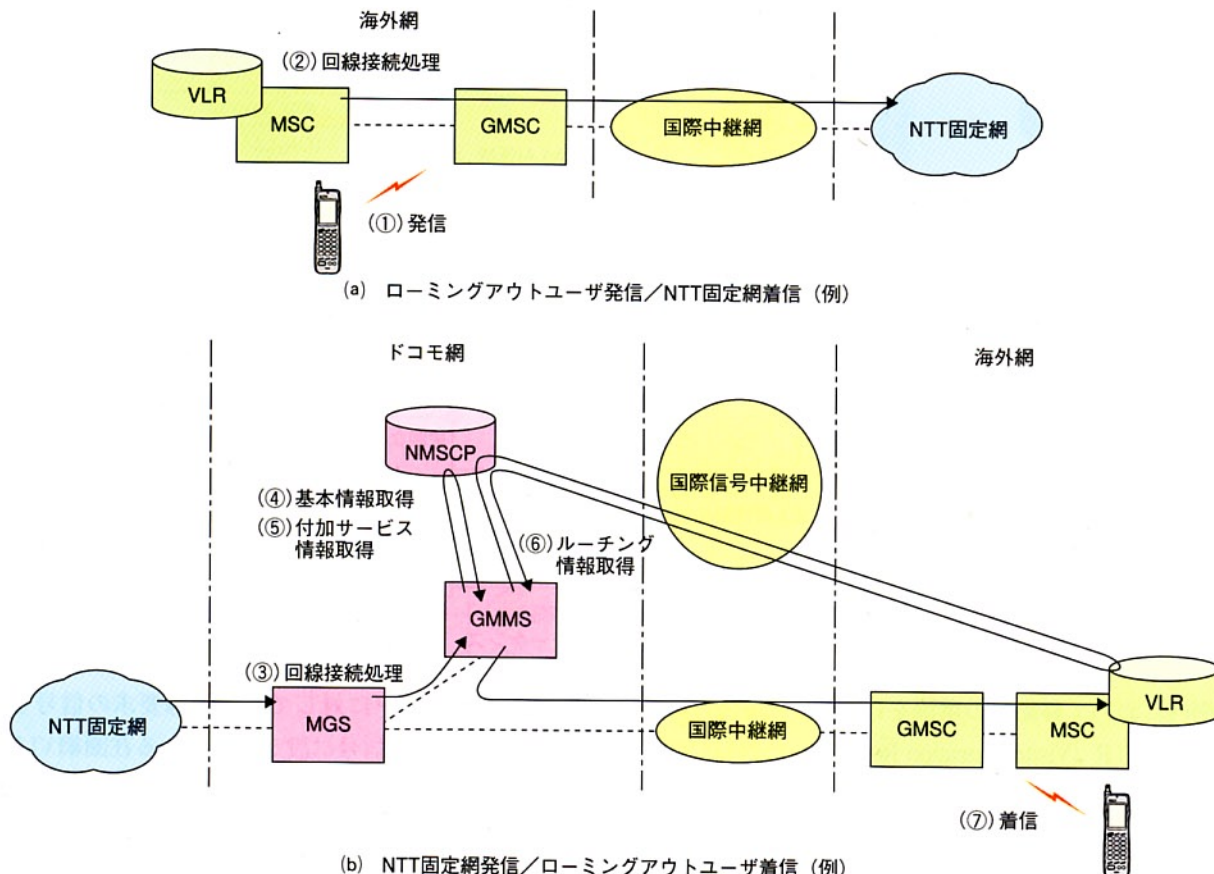 海外網
(②) 回線接続処理
VLR
MSC
GMSC
国際中継網
NTT固定網
(①) 発信
(a) ローミングアウトユーザ発信／NTT固定網着信（例）
ドコモ網
海外網
NMSCP
国際信号中継網
(④) 基本情報取得
(⑤) 付加サービス
情報取得
(⑥) ルーチング
情報取得
GMMS
(③) 回線接続処理
NTT固定網
MGS
国際中継網
GMSC
MSC
VLR
(⑦) 着信
(b) NTT固定網発信／ローミングアウトユーザ着信（例）